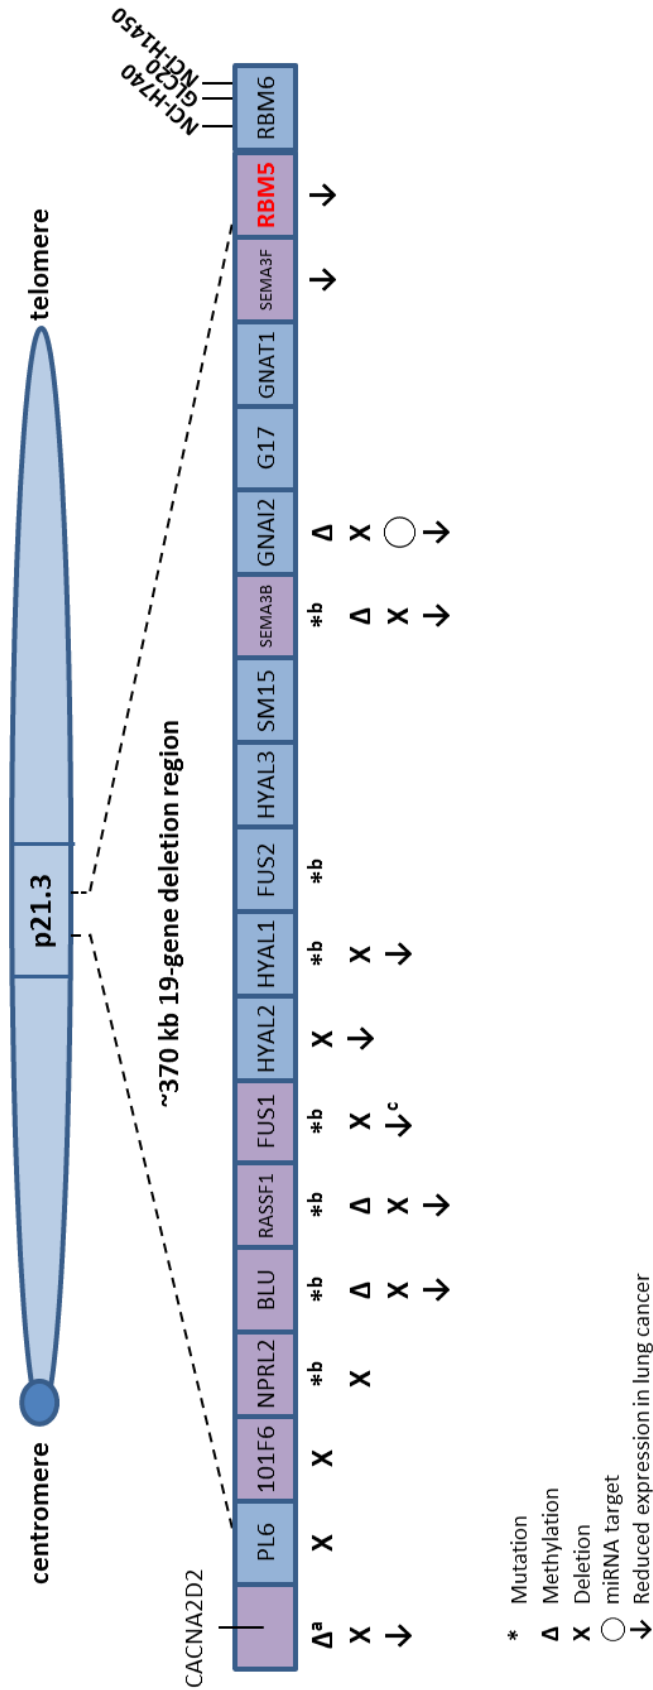 centromere
telomere
p21.3
~370 kb 19-gene deletion region
CACNA2D2
NCI-H740
GLC20
NCI-H1450
PL6 101F6 NPRL2 BLU RASSF1 FUS1 HYAL2 HYAL1 FUS2 HYAL3 SM15 SEMA3B GNAI2 G17 GNAT1 SEMA3F RBM5 RBM6
Δa X X *b *b *b *b X *b *b *b Δ ↓ ↓
X X Δ Δ X ↓ X Δ X
↓ X X ↓c ↓ X ○
↓ ↓ ↓ ↓
* Mutation
Δ Methylation
X Deletion
○ miRNA target
↓ Reduced expression in lung cancer